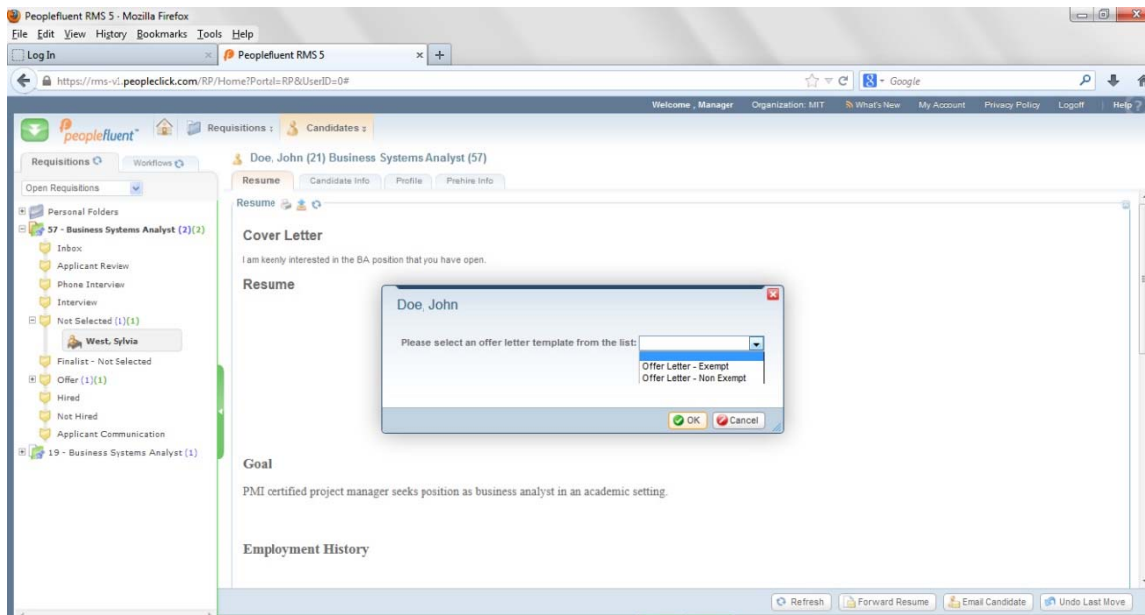 Peoplefluent RMS 5 - Mozilla Firefox
File Edit View History Bookmarks Tools Help
Log In × Peoplefluent RMS 5 × +
https://rms-v1.peopleclick.com/RP/Home?Portal=RP&UserID=0# Google
Welcome , Manager Organization: MIT What's New My Account Privacy Policy Logoff | Help ?
peoplefluent Requisitions : Candidates :
Requisitions Workflows
Doe, John (21) Business Systems Analyst (57)
Resume Candidate Info Profile Prehire Info
Open Requisitions
Resume
Personal Folders
57 - Business Systems Analyst (2)(2)
Inbox
Applicant Review
Phone Interview
Interview
Not Selected (1)(1)
West, Sylvia
Finalist - Not Selected
Offer (1)(1)
Hired
Not Hired
Applicant Communication
19 - Business Systems Analyst (1)
Cover Letter
I am keenly interested in the BA position that you have open.
Resume
Doe, John
Please select an offer letter template from the list:
Offer Letter - Exempt
Offer Letter - Non Exempt
OK Cancel
Goal
PMI certified project manager seeks position as business analyst in an academic setting.
Employment History
Refresh Forward Resume Email Candidate Undo Last Move